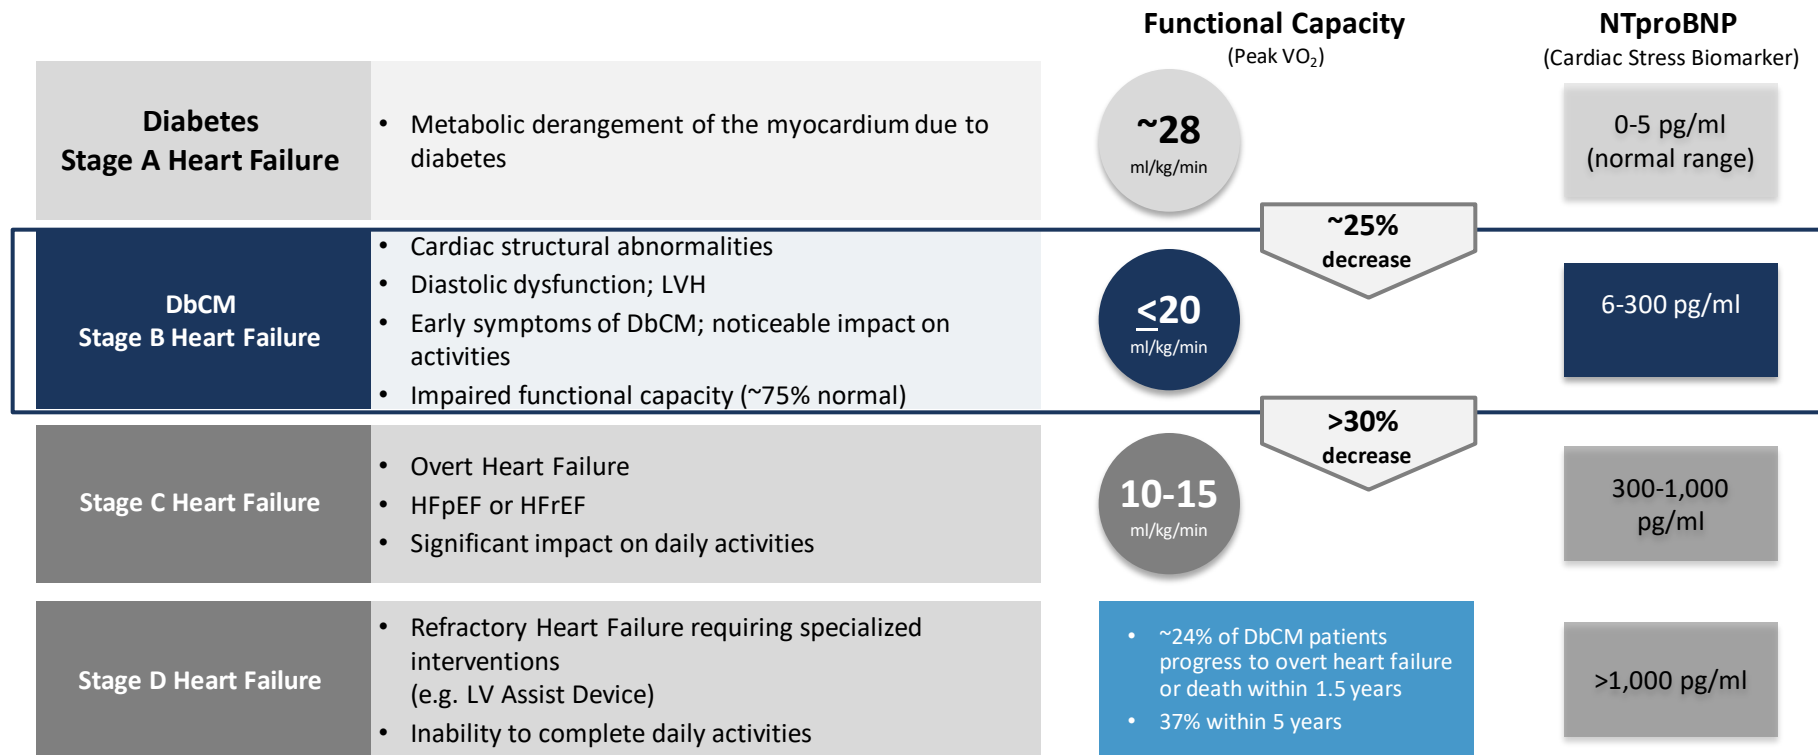 Functional Capacity
(Peak VO₂)
NTproBNP
(Cardiac Stress Biomarker)
Diabetes
Stage A Heart Failure
• Metabolic derangement of the myocardium due to
diabetes
~28
ml/kg/min
0-5 pg/ml
(normal range)
~25%
decrease
DbCM
Stage B Heart Failure
• Cardiac structural abnormalities
• Diastolic dysfunction; LVH
• Early symptoms of DbCM; noticeable impact on
activities
• Impaired functional capacity (~75% normal)
≤20
ml/kg/min
6-300 pg/ml
>30%
decrease
Stage C Heart Failure
• Overt Heart Failure
• HFpEF or HFrEF
• Significant impact on daily activities
10-15
ml/kg/min
300-1,000
pg/ml
Stage D Heart Failure
• Refractory Heart Failure requiring specialized
interventions
(e.g. LV Assist Device)
• Inability to complete daily activities
• ~24% of DbCM patients
progress to overt heart failure
or death within 1.5 years
• 37% within 5 years
>1,000 pg/ml